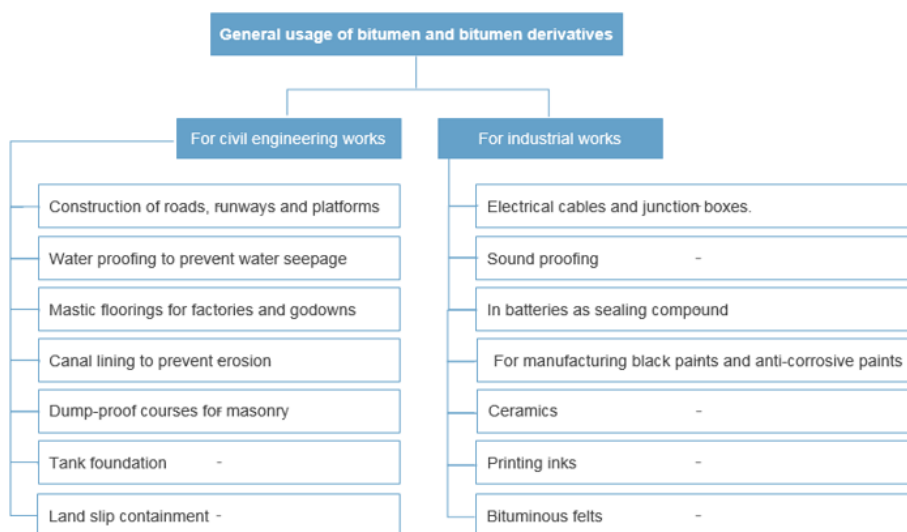 General usage of bitumen and bitumen derivatives
For civil engineering works
Construction of roads, runways and platforms
Water proofing to prevent water seepage
Mastic floorings for factories and godowns
Canal lining to prevent erosion
Dump-proof courses for masonry
Tank foundation -
Land slip containment -
For industrial works
Electrical cables and junction boxes.
Sound proofing -
In batteries as sealing compound
For manufacturing black paints and anti-corrosive paints
Ceramics -
Printing inks -
Bituminous felts -